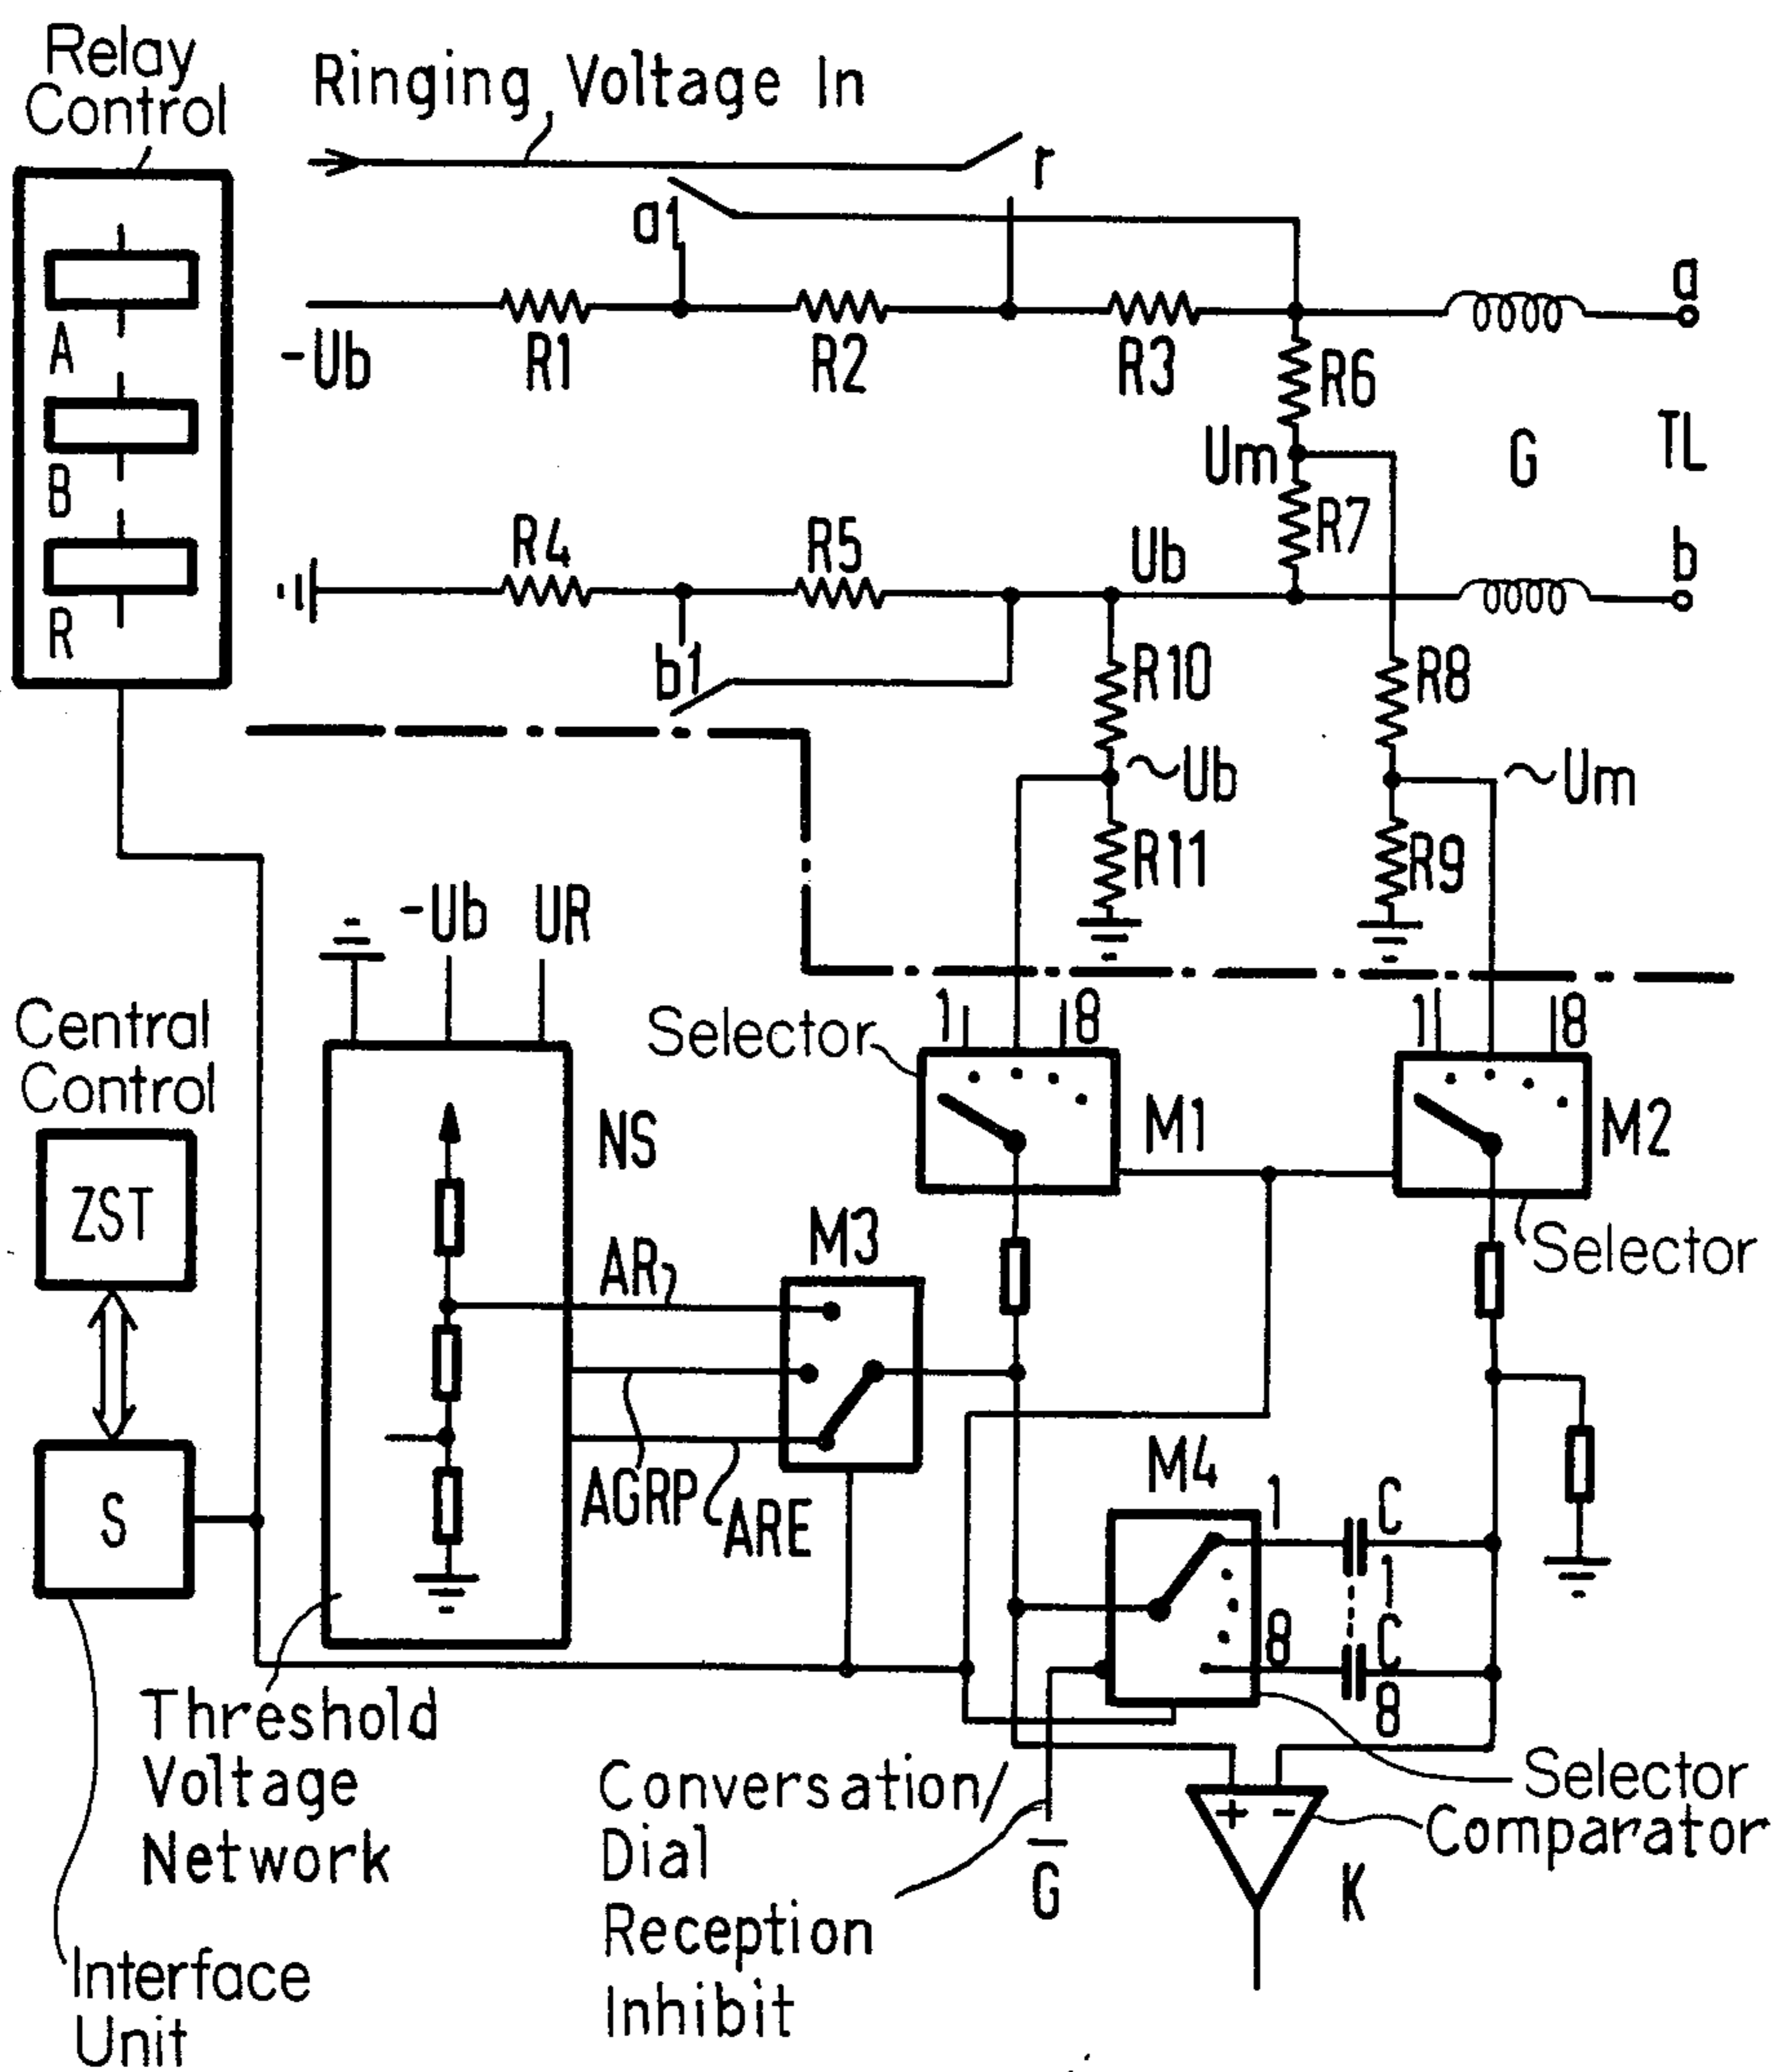 Relay
Control
Ringing Voltage In
r
a1
a
A
-Ub
R1
R2
R3
R6
B
Um
G
TL
R7
R4
R5
Ub
b
R
b1
R10
R8
~Ub
~Um
R11
R9
-Ub
UR
Central
Control
Selector
1
8
1
8
NS
M1
M2
ZST
M3
Selector
AR
M4
1
C
1
S
AGRP
ARE
8
C
8
Threshold
Voltage
Network
Conversation/
Dial
Reception
Inhibit
G
+
-
Selector
Comparator
K
Interface
Unit